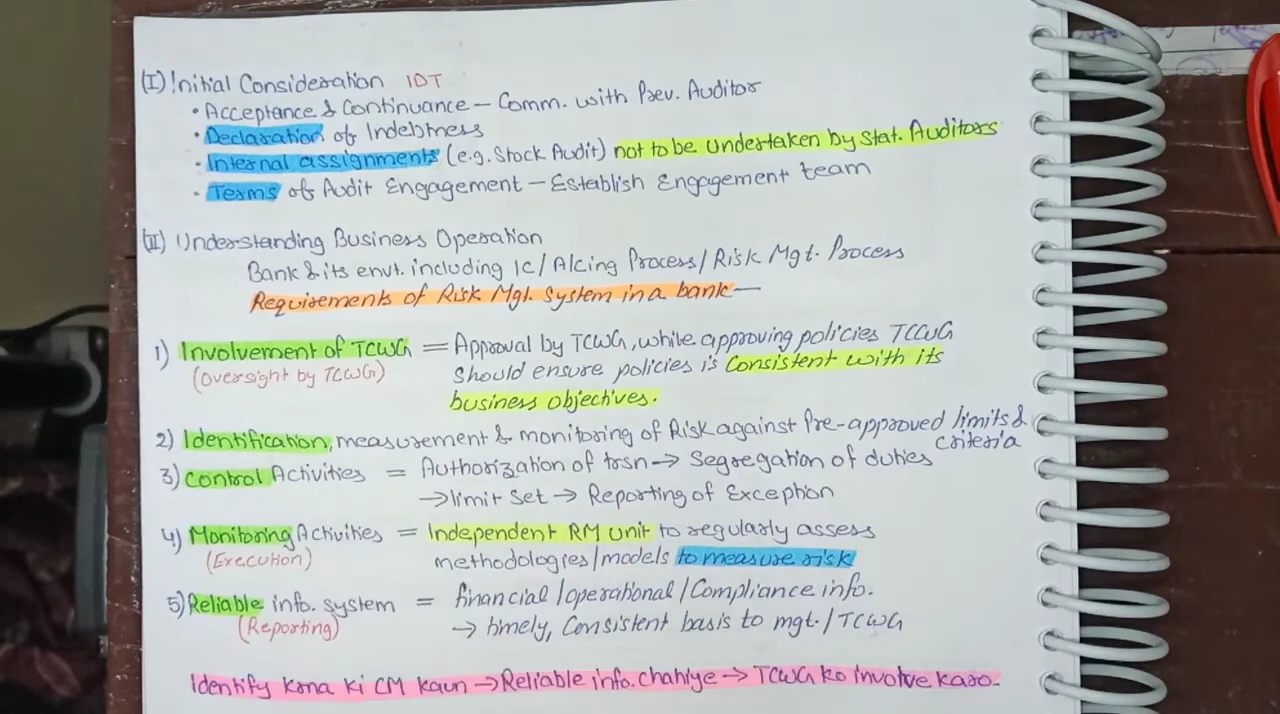 (I) Initial Consideration IDT
• Acceptance & Continuance – Comm. with Prev. Auditor
• Declaration of Indebtness
• Internal assignments (e.g. Stock Audit) not to be undertaken by Stat. Auditors
• Terms of Audit Engagement – Establish Engagement team
(II) Understanding Business Operation
Bank & its envt. including IC/ A/cing Process/ Risk Mgt. Process
Requirements of Risk Mgt. System in a bank —
1) Involvement of TCWG = Approval by TCWG, while approving policies TCWG
(Oversight by TCWG) should ensure policies is Consistent with its
business objectives.
2) Identification, measurement & monitoring of Risk against Pre-approved limits &
criteria
3) Control Activities = Authorization of trsn → Segregation of duties
→ limit set → Reporting of Exception
4) Monitoring Activities = Independent RM unit to regularly assess
(Execution) methodologies/models to measure risk
5) Reliable info. system = financial /operational / Compliance info.
(Reporting) → timely, Consistent basis to mgt./ TCWG
Identify krna ki CM kaun → Reliable info. chahiye → TCWG ko involve karo.